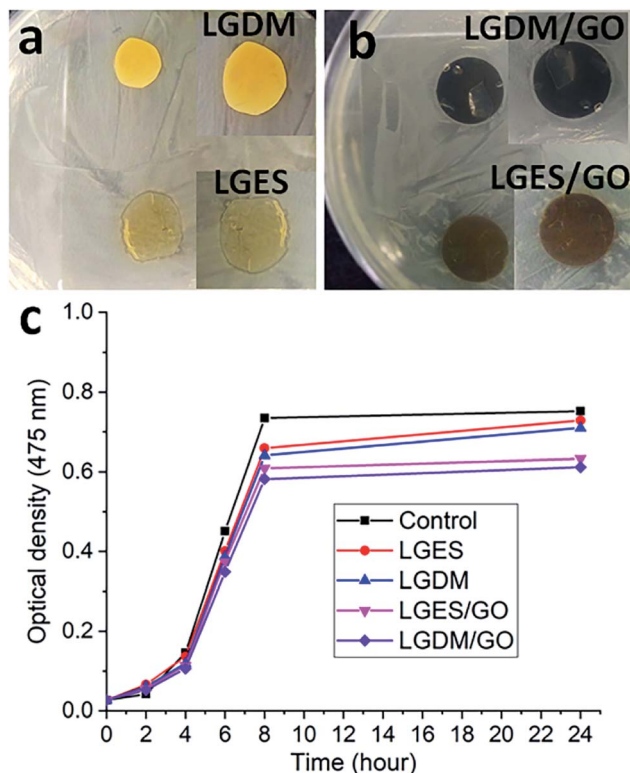 a
LGDM
LGES
b
LGDM/GO
LGES/GO
c
1.0
0.8
0.6
0.4
0.2
0.0
Optical density (475 nm)
Control
LGES
LGDM
LGES/GO
LGDM/GO
0 2 4 6 8 10 12 14 16 18 20 22 24
Time (hour)